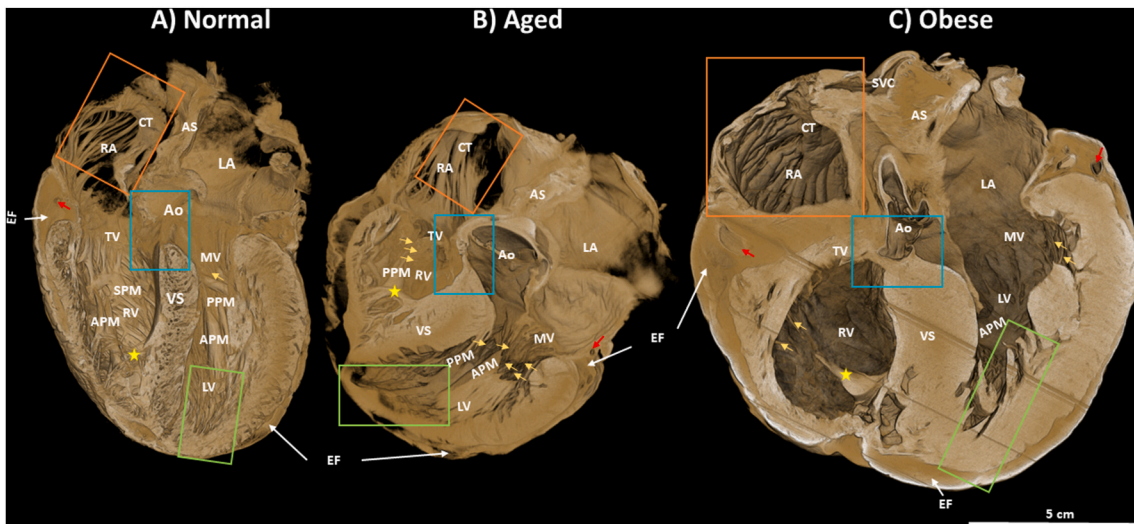 A) Normal
B) Aged
C) Obese
CT
RA
AS
LA
EF
Ao
TV
MV
SPM
RV
VS
PPM
APM
APM
LV
EF
CT
RA
AS
TV
LA
Ao
PPM
RV
VS
MV
PPM
APM
LV
EF
SVC
AS
CT
RA
LA
Ao
MV
TV
LV
RV
VS
APM
EF
5 cm